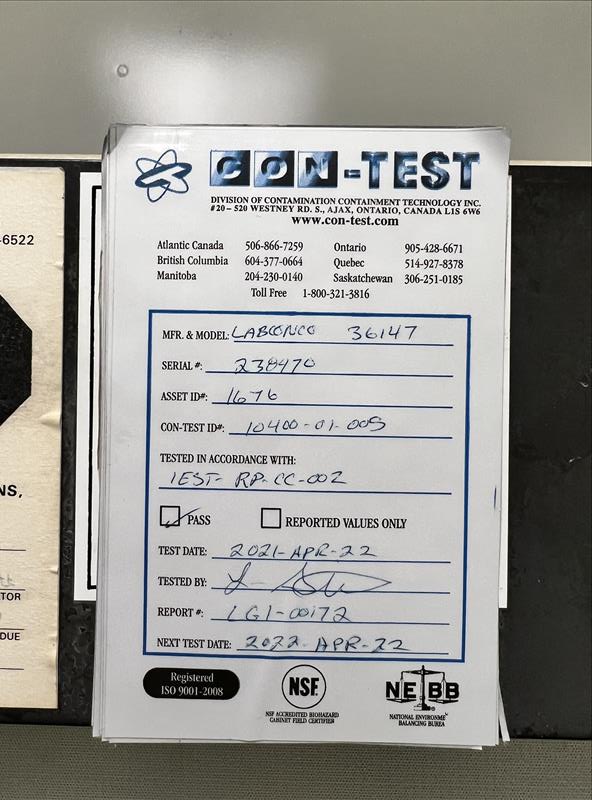 CON-TEST
DIVISION OF CONTAMINATION CONTAINMENT TECHNOLOGY INC.
#20 – 520 WESTNEY RD. S., AJAX, ONTARIO, CANADA L1S 6W6
www.con-test.com
Atlantic Canada 506-866-7259 Ontario 905-428-6671
British Columbia 604-377-0664 Quebec 514-927-8378
Manitoba 204-230-0140 Saskatchewan 306-251-0185
Toll Free 1-800-321-3816
-6522
MFR. & MODEL: LABCONCO 36147
SERIAL #: 230470
ASSET ID#: 1676
CON-TEST ID#: 10400-01-005
TESTED IN ACCORDANCE WITH:
IEST- RP-CC-002
PASS REPORTED VALUES ONLY
NS,
TEST DATE: 2021-APR-22
TESTED BY:
TOR
REPORT #: LG1-00172
DUE
NEXT TEST DATE: 2022-APR-22
Registered
ISO 9001-2008
NSF.
NSF ACCREDITED BIOHAZARD
CABINET FIELD CERTIFIER
NEBB
NATIONAL ENVIRONME
BALANCING BUREA